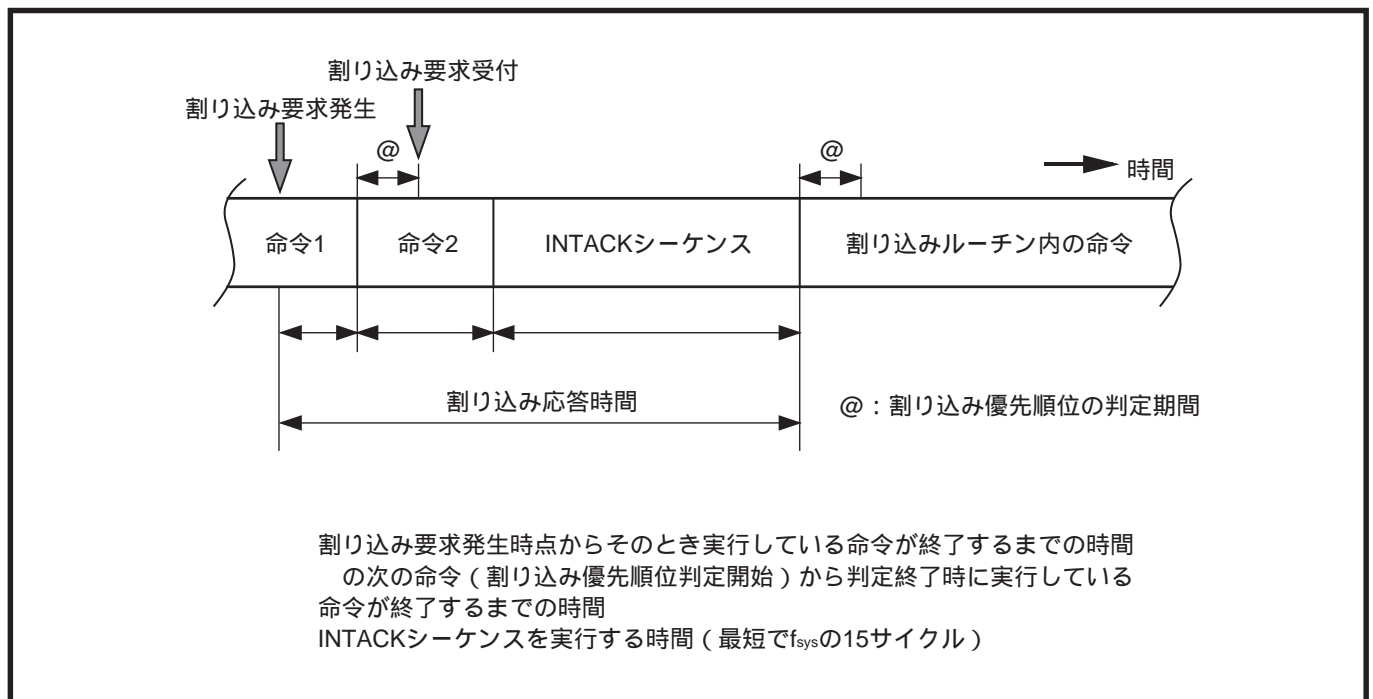 割り込み要求受付
割り込み要求発生
@
@
時間
命令1
命令2
INTACKシーケンス
割り込みルーチン内の命令
割り込み応答時間
@：割り込み優先順位の判定期間
割り込み要求発生時点からそのとき実行している命令が終了するまでの時間
の次の命令（割り込み優先順位判定開始）から判定終了時に実行している
命令が終了するまでの時間
INTACKシーケンスを実行する時間（最短でfsysの15サイクル）